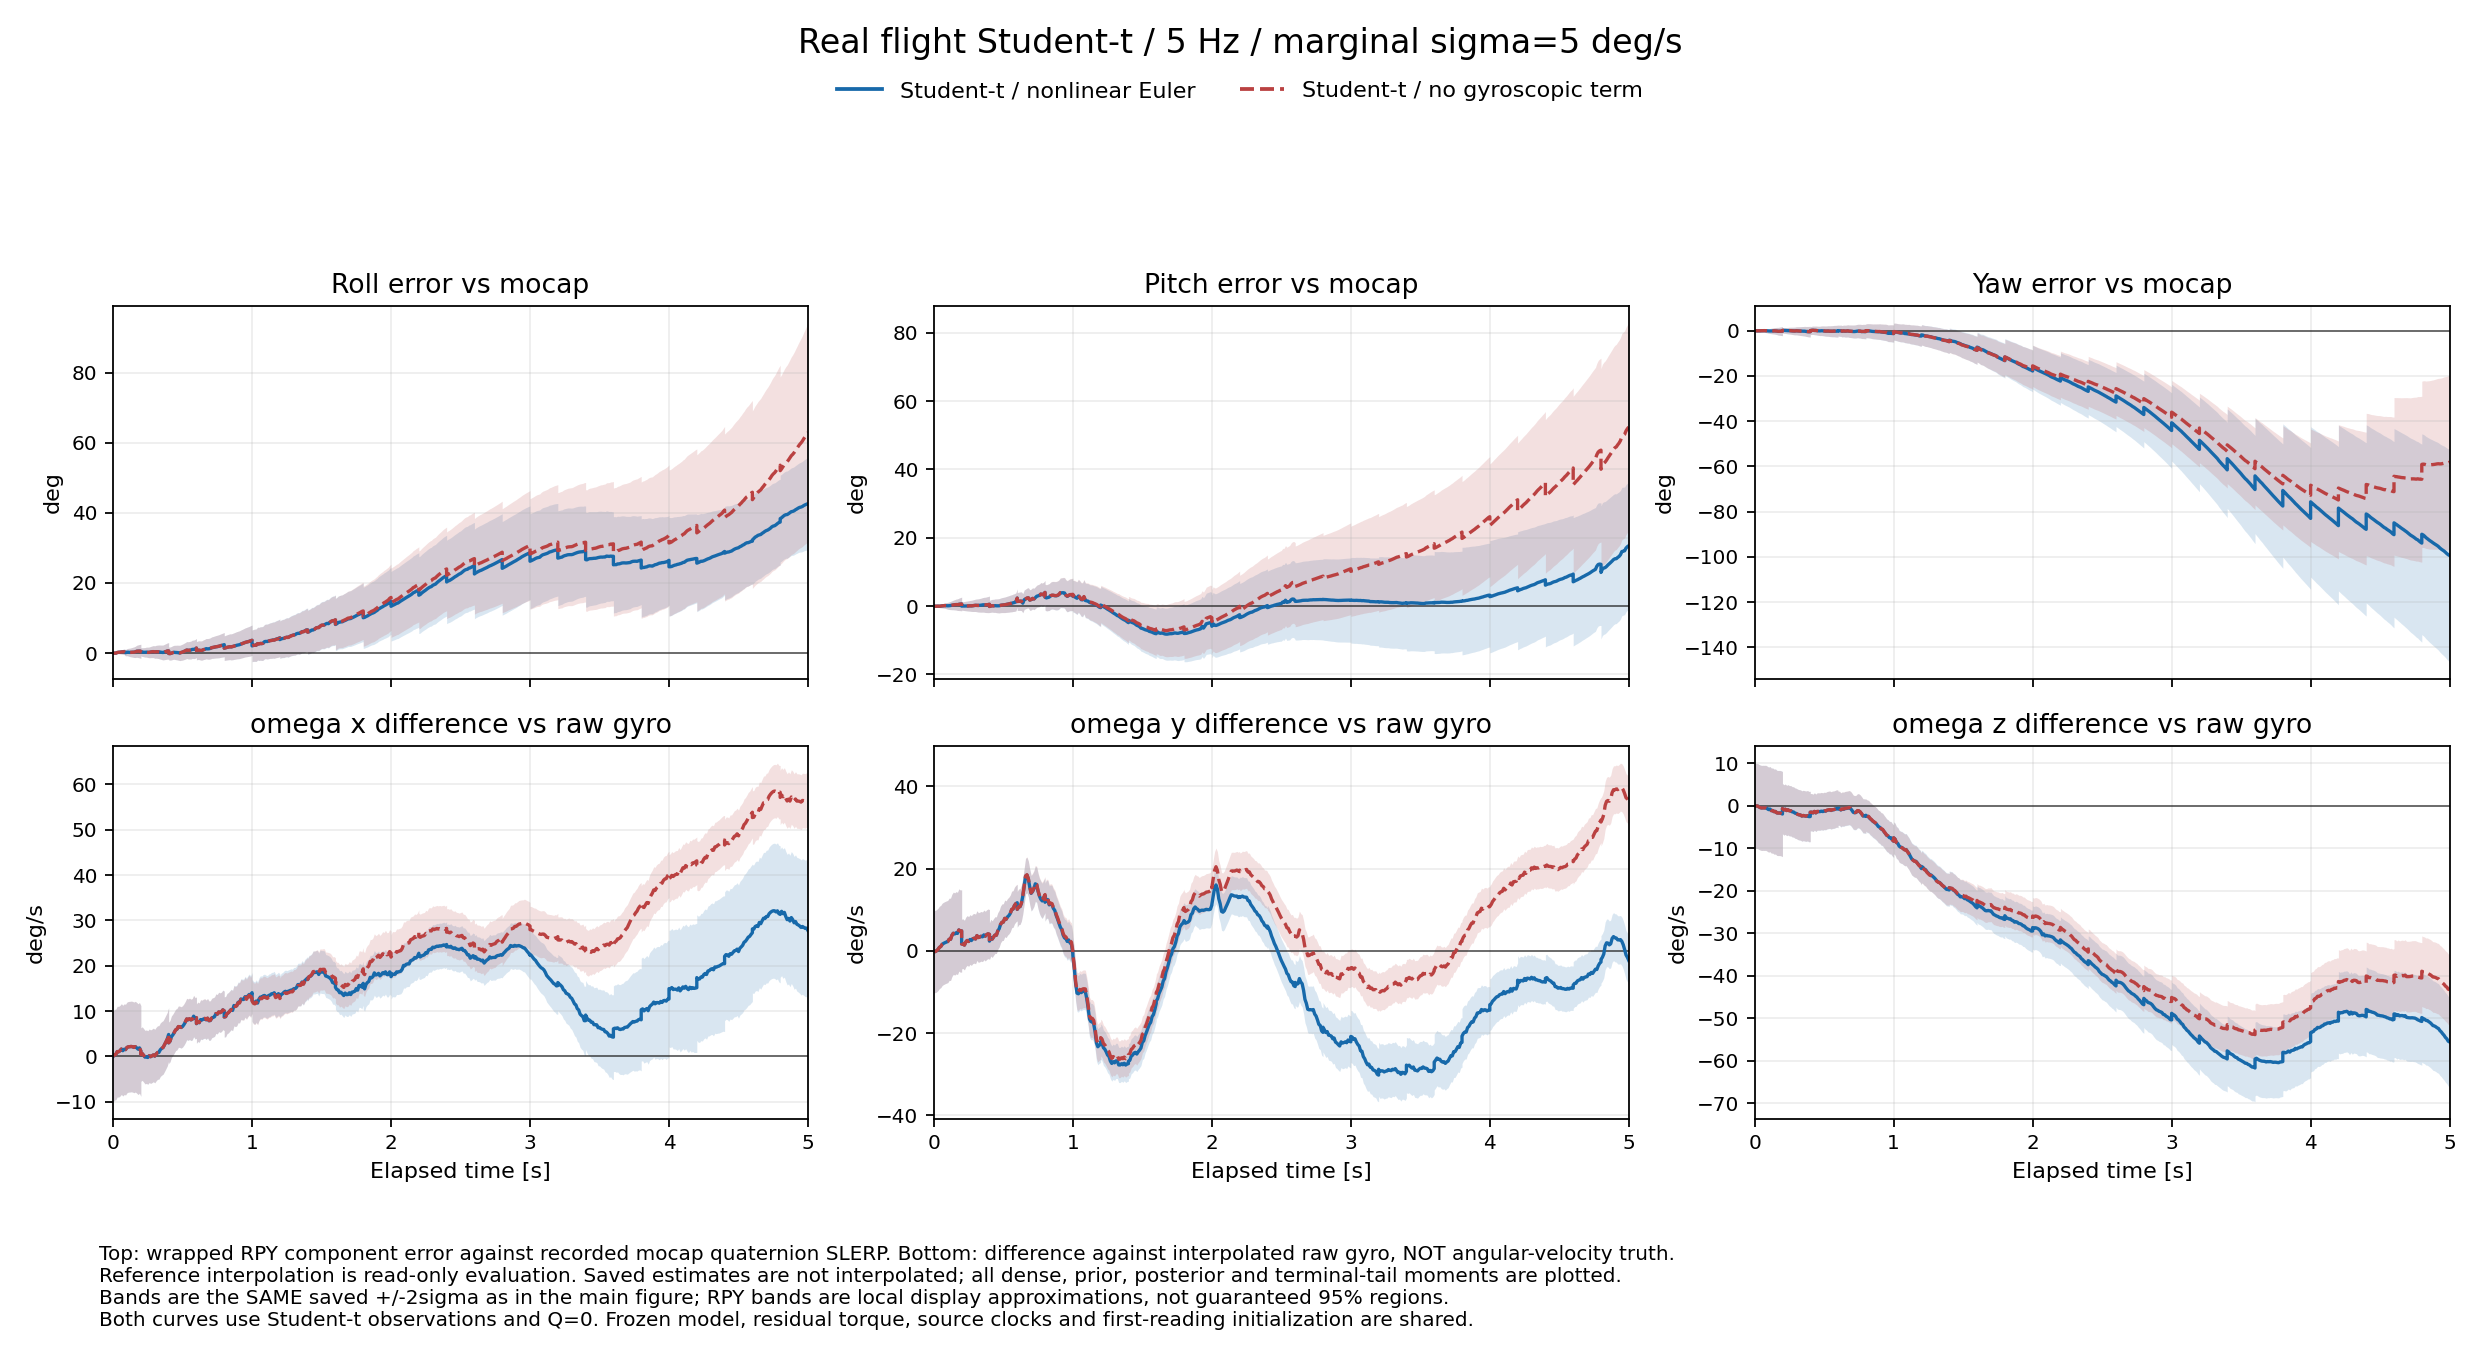 Real flight Student-t / 5 Hz / marginal sigma=5 deg/s
Student-t / nonlinear Euler Student-t / no gyroscopic term
Roll error vs mocap
deg
80
60
40
20
0
Pitch error vs mocap
deg
80
60
40
20
0
−20
Yaw error vs mocap
deg
0
−20
−40
−60
−80
−100
−120
−140
omega x difference vs raw gyro
deg/s
60
50
40
30
20
10
0
−10
0 1 2 3 4 5
Elapsed time [s]
omega y difference vs raw gyro
deg/s
40
20
0
−20
−40
0 1 2 3 4 5
Elapsed time [s]
omega z difference vs raw gyro
deg/s
10
0
−10
−20
−30
−40
−50
−60
−70
0 1 2 3 4 5
Elapsed time [s]
Top: wrapped RPY component error against recorded mocap quaternion SLERP. Bottom: difference against interpolated raw gyro, NOT angular-velocity truth.
Reference interpolation is read-only evaluation. Saved estimates are not interpolated; all dense, prior, posterior and terminal-tail moments are plotted.
Bands are the SAME saved +/-2sigma as in the main figure; RPY bands are local display approximations, not guaranteed 95% regions.
Both curves use Student-t observations and Q=0. Frozen model, residual torque, source clocks and first-reading initialization are shared.